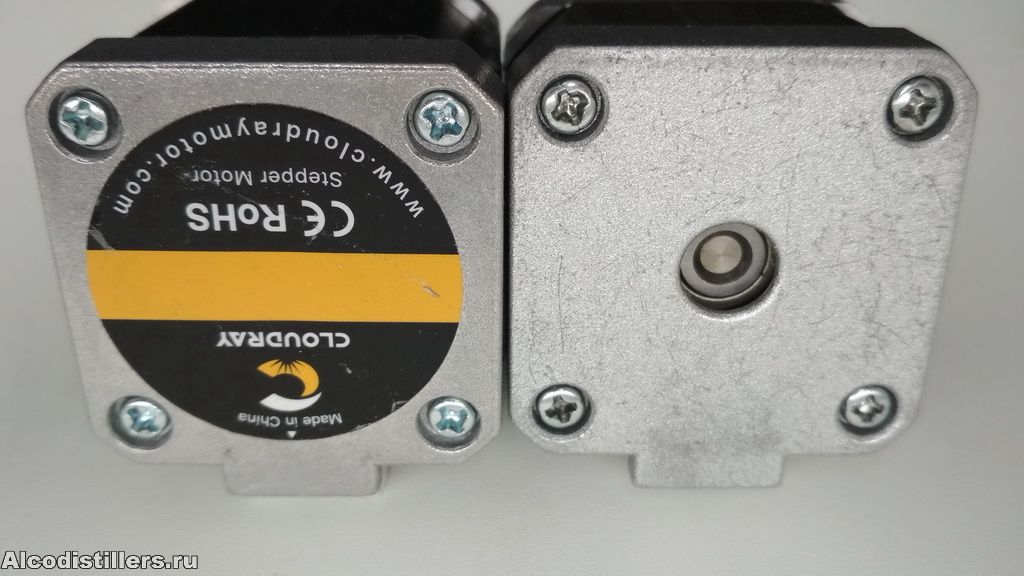 www.cloudraymotor.com
Stepper Motor
CE RoHS
CLOUDRAY
Made in China
Alcodistillers.ru